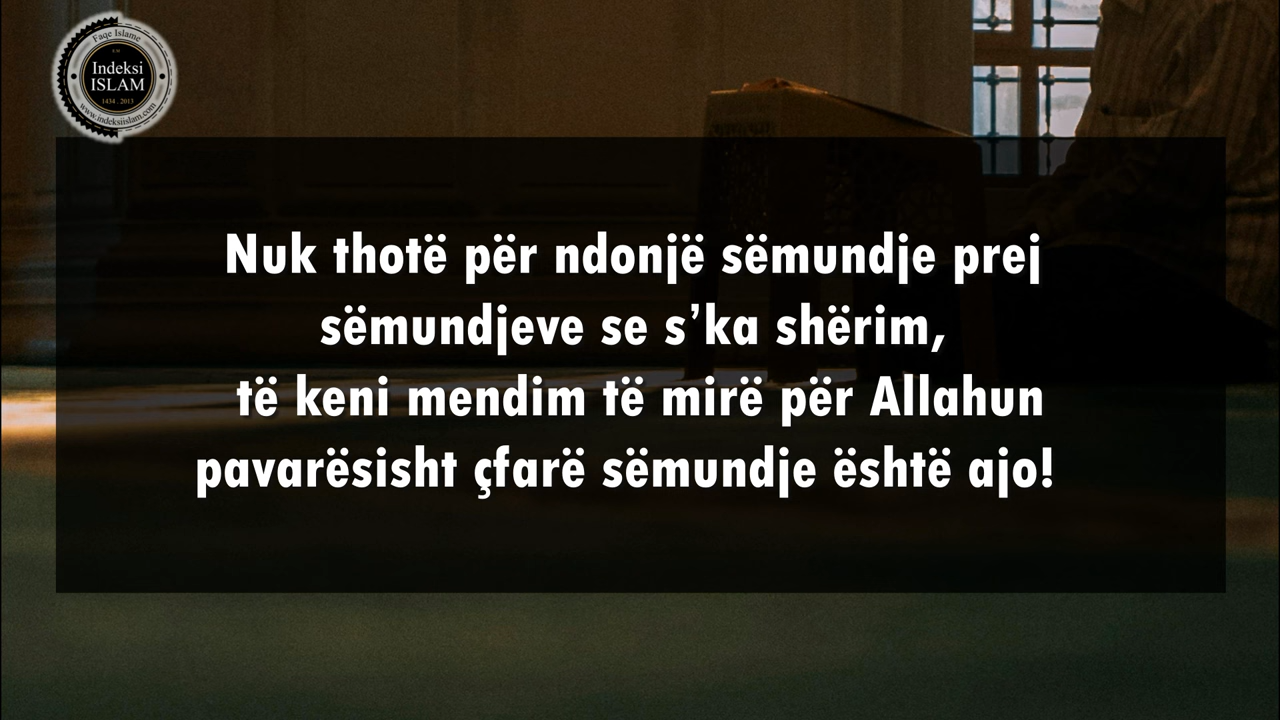 Faqe Islame
Indeksi
ISLAM
1434 . 2013
www.indeksiislam.com
Nuk thotë për ndonjë sëmundje prej
sëmundjeve se s’ka shërim,
të keni mendim të mirë për Allahun
pavarësisht çfarë sëmundje është ajo!